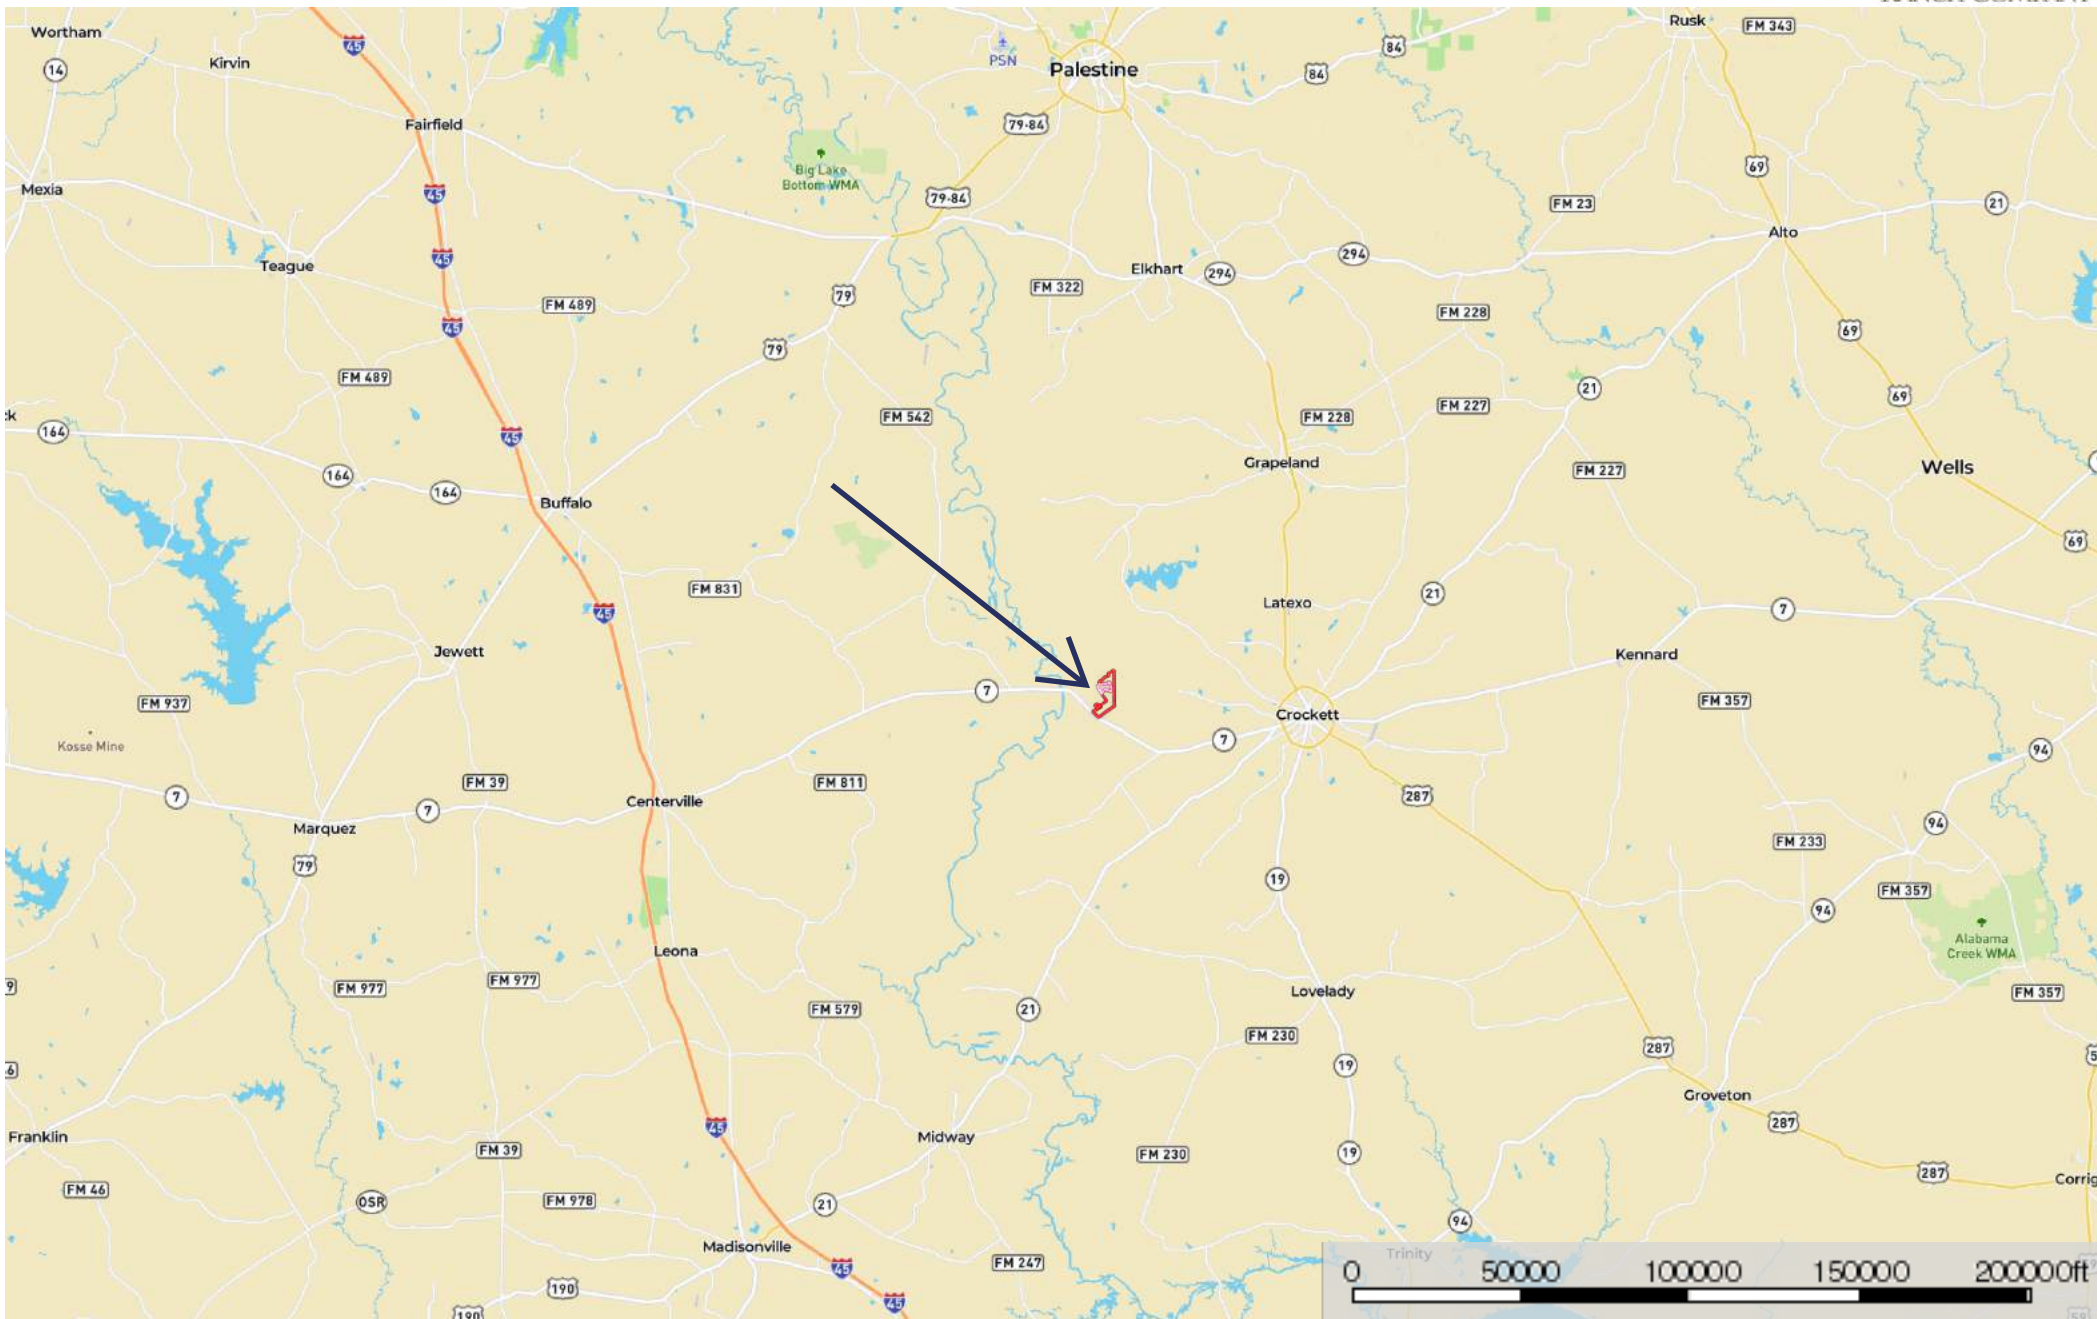 RANCH COMPANY
Wortham
Rusk
FM 343
45
84
Kirvin
PSN
Palestine
84
14
Fairfield
79-84
69
Big Lake
Bottom WMA
Mexia
45
79-84
FM 23
21
Alto
45
Teague
Elkhart
294
294
FM 322
79
FM 489
FM 228
45
69
79
FM 489
21
69
FM 542
FM 228
FM 227
164
45
Grapeland
FM 227
Wells
164
164
Buffalo
69
FM 831
21
Latexo
7
45
Jewett
Kennard
7
FM 937
FM 357
Crockett
Kosse Mine
7
94
FM 39
FM 811
7
287
Centerville
7
Marquez
94
FM 233
79
19
FM 357
94
Leona
Alabama
Creek WMA
FM 977
FM 977
Lovelady
FM 357
FM 579
21
FM 230
287
19
Groveton
45
287
Franklin
Midway
FM 39
FM 230
19
287
Corrig
FM 46
OSR
FM 978
21
94
Madisonville
Trinity
FM 247
45
190
45
190
0 50000 100000 150000 200000ft